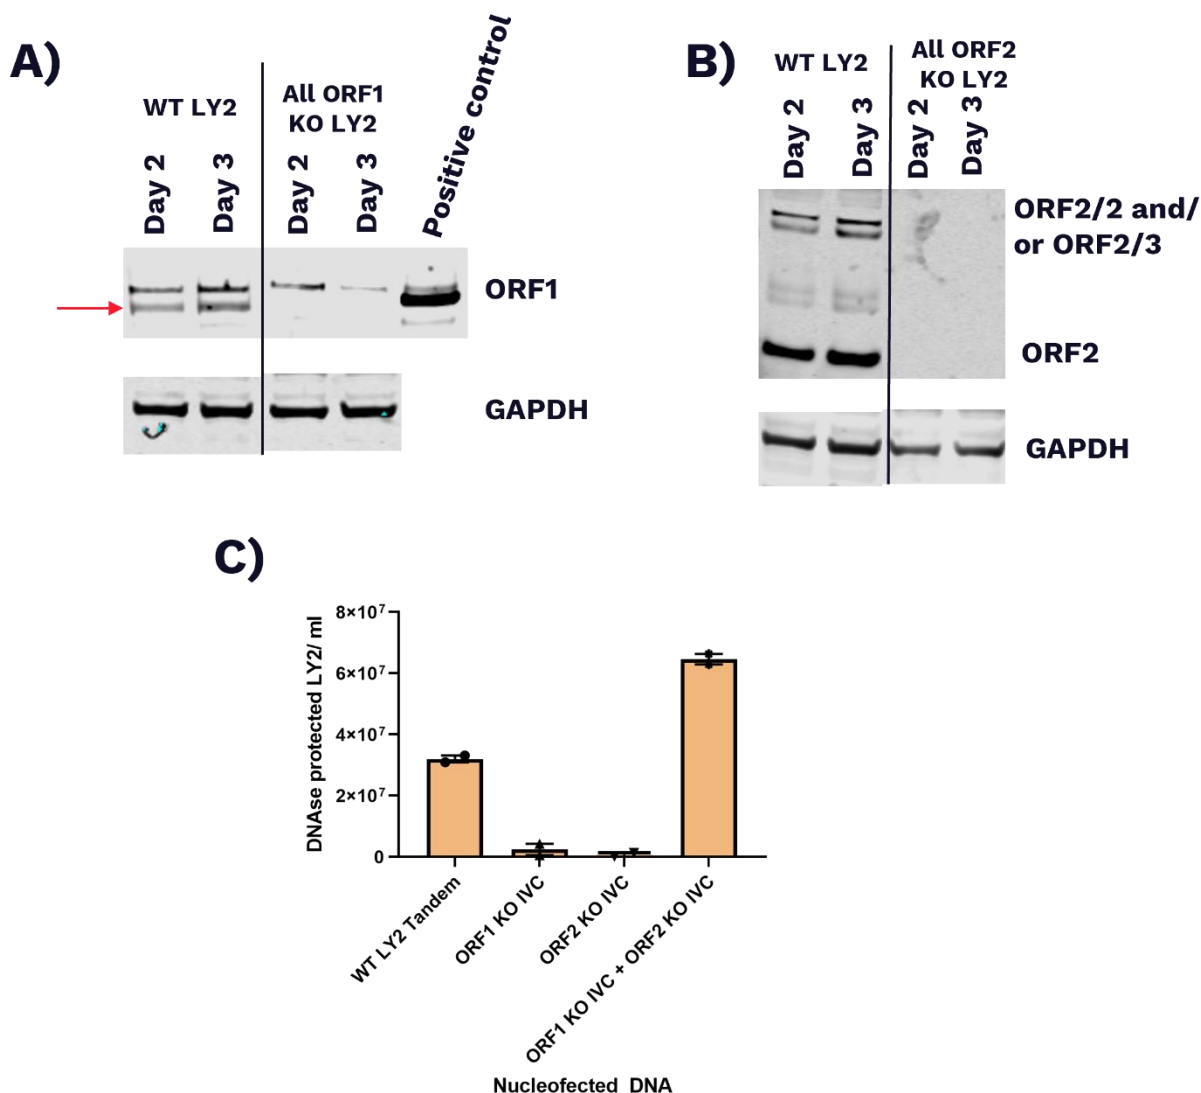 A)
WT LY2
All ORF1
KO LY2
Positive control
Day 2
Day 3
Day 2
Day 3
ORF1
GAPDH
B)
WT LY2
All ORF2
KO LY2
Day 2
Day 3
Day 2
Day 3
ORF2/2 and/
or ORF2/3
ORF2
GAPDH
C)
DNAse protected LY2/ ml
8×10⁷
6×10⁷
4×10⁷
2×10⁷
0
WT LY2 Tandem
ORF1 KO IVC
ORF2 KO IVC
ORF1 KO IVC + ORF2 KO IVC
Nucleofected DNA